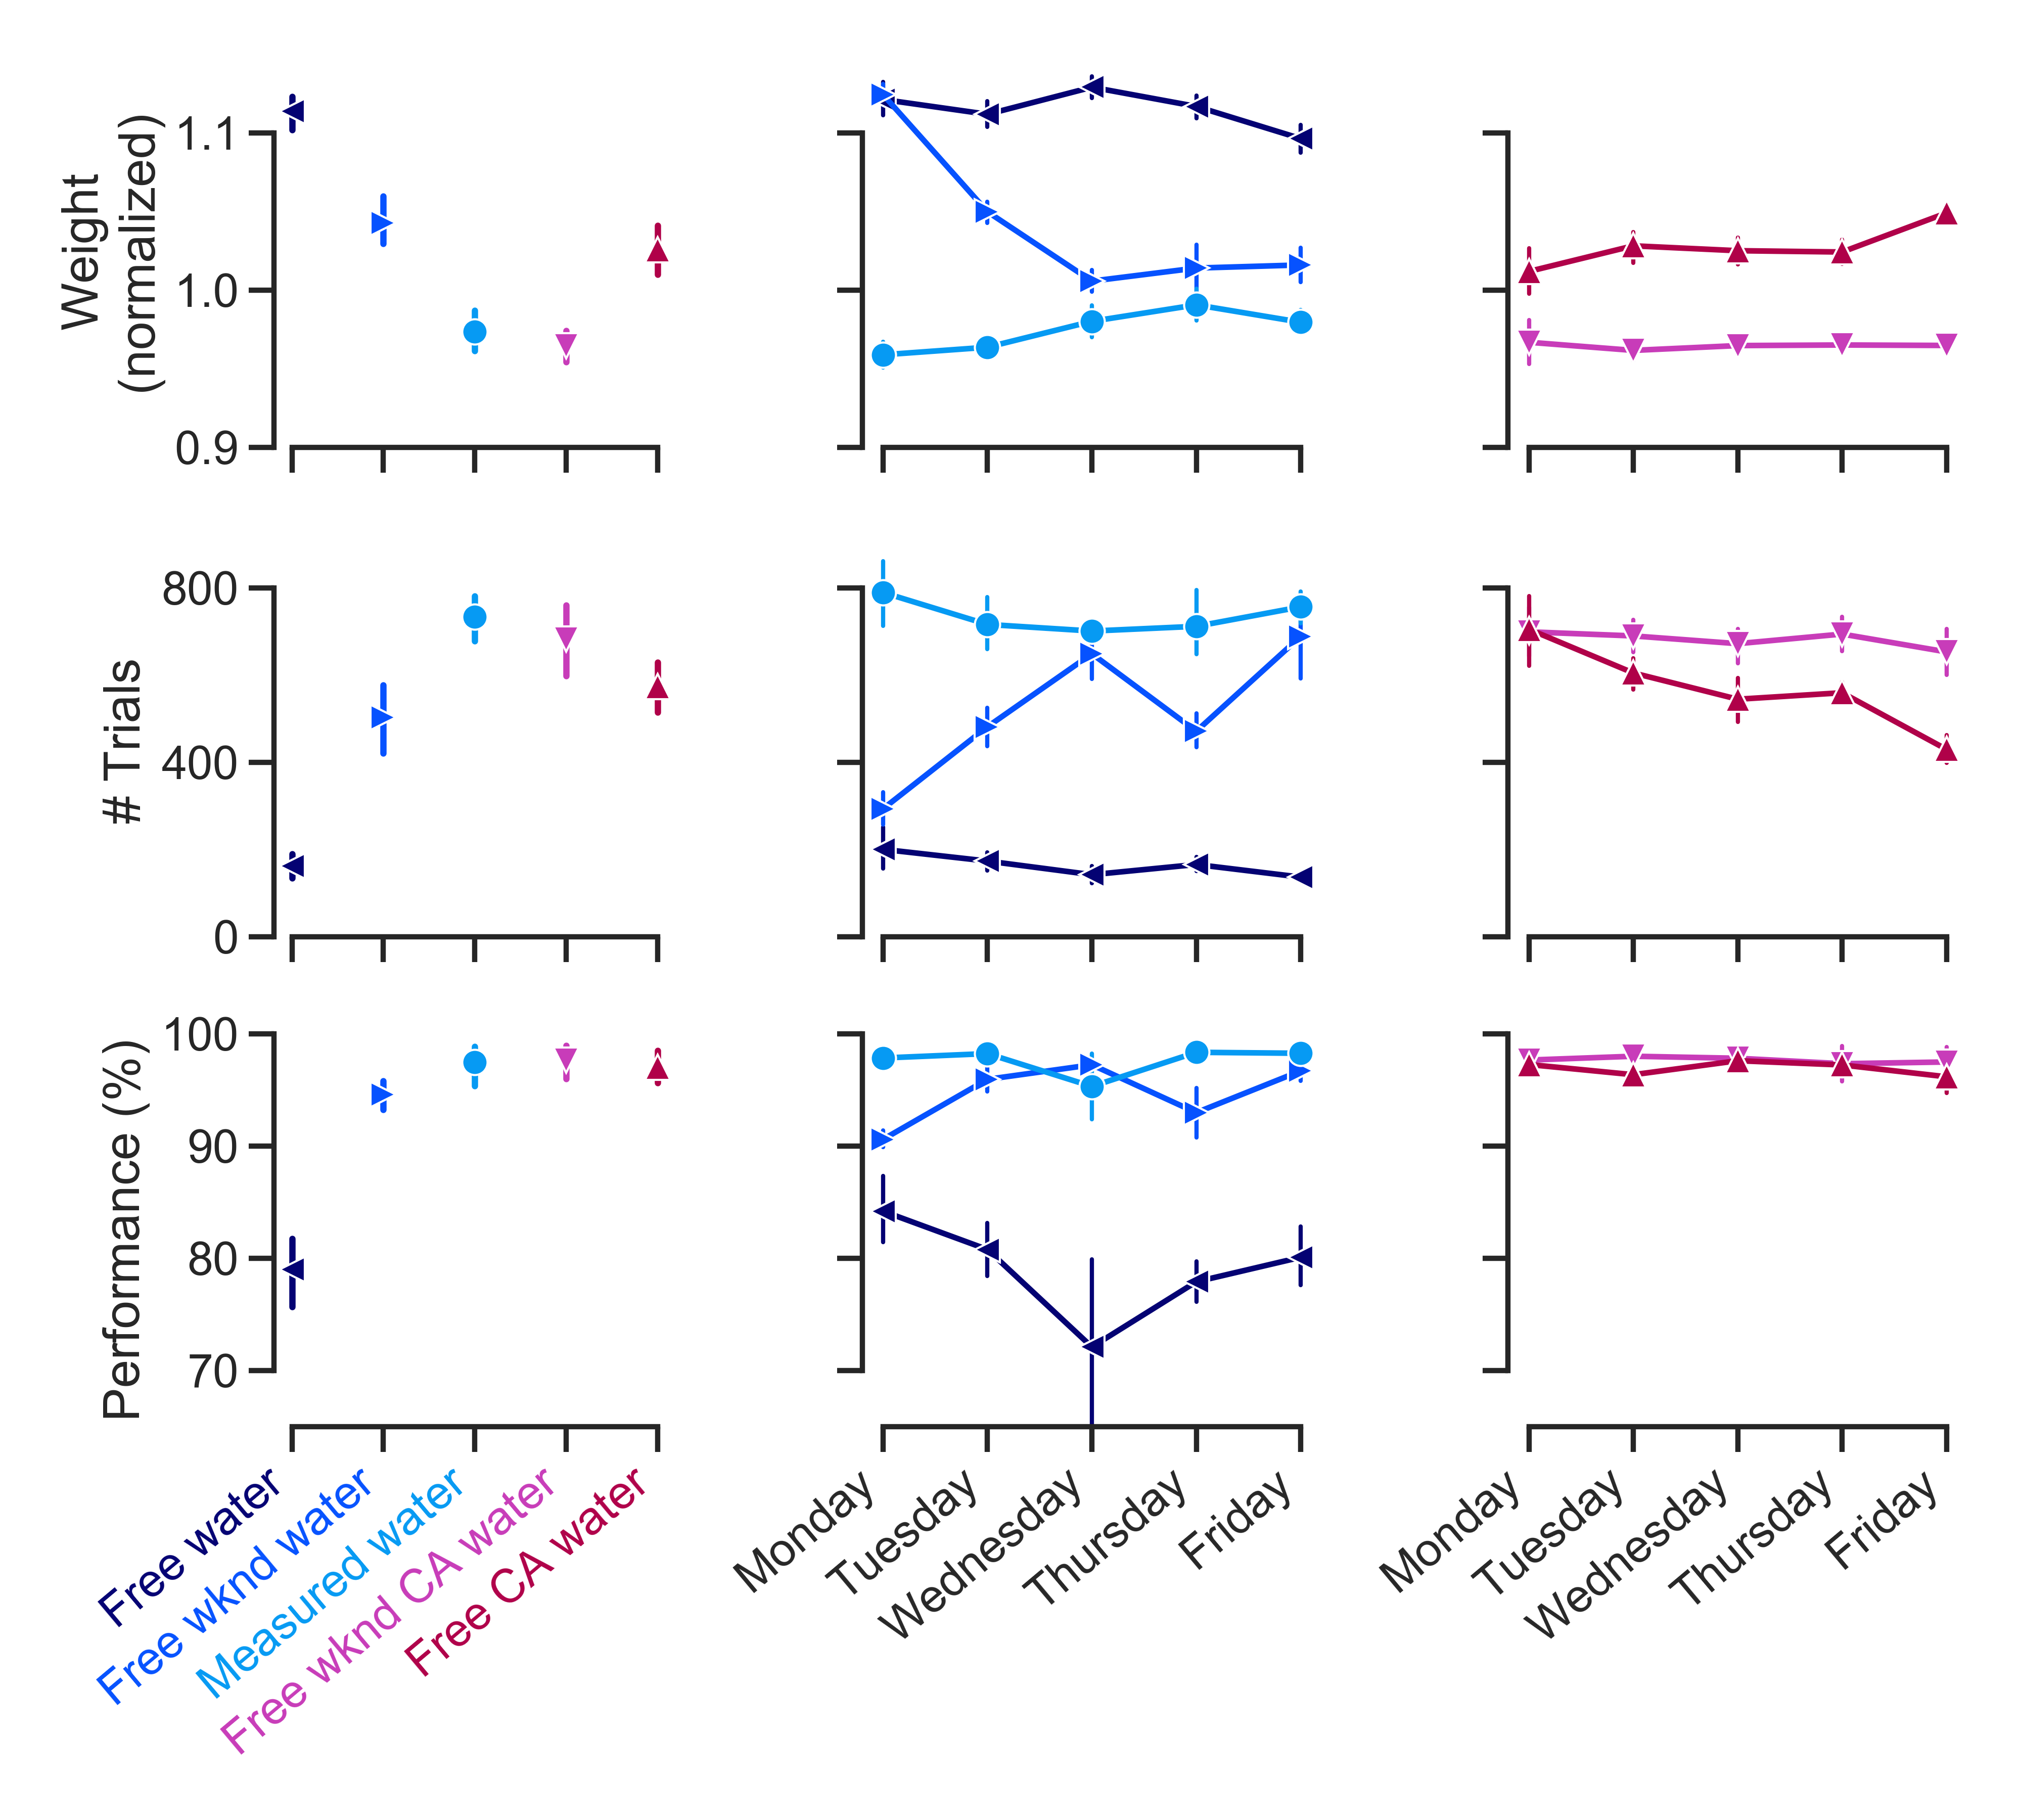 Weight
(normalized)
1.1
1.0
0.9
# Trials
800
400
0
Performance (%)
100
90
80
70
Free water
Free wknd water
Measured water
Free wknd CA water
Free CA water
Monday
Tuesday
Wednesday
Thursday
Friday
Monday
Tuesday
Wednesday
Thursday
Friday